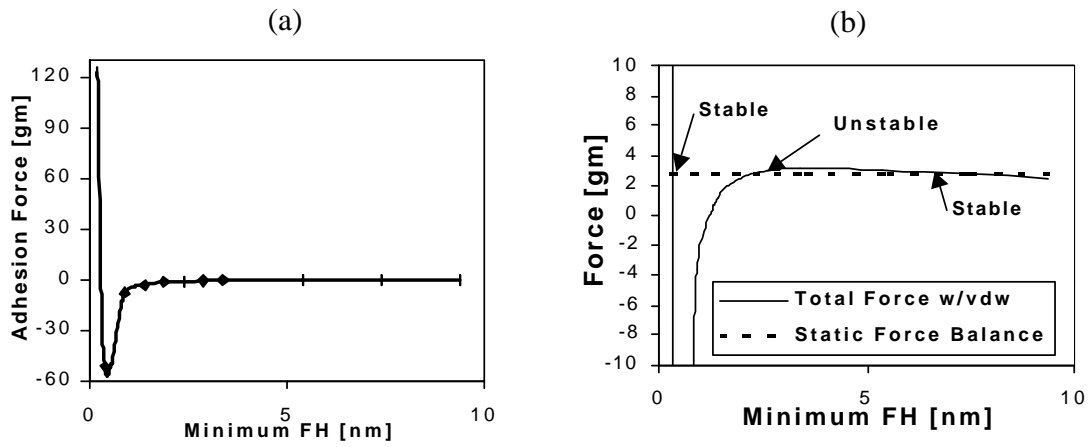 (a)
Adhesion Force [gm]
120
90
60
30
0
-30
-60
0
5
10
Minimum FH [nm]
(b)
Force [gm]
10
8
6
4
2
0
-2
-4
-6
-8
-10
Stable
Unstable
Stable
Total Force w/vdw
Static Force Balance
0
5
10
Minimum FH [nm]